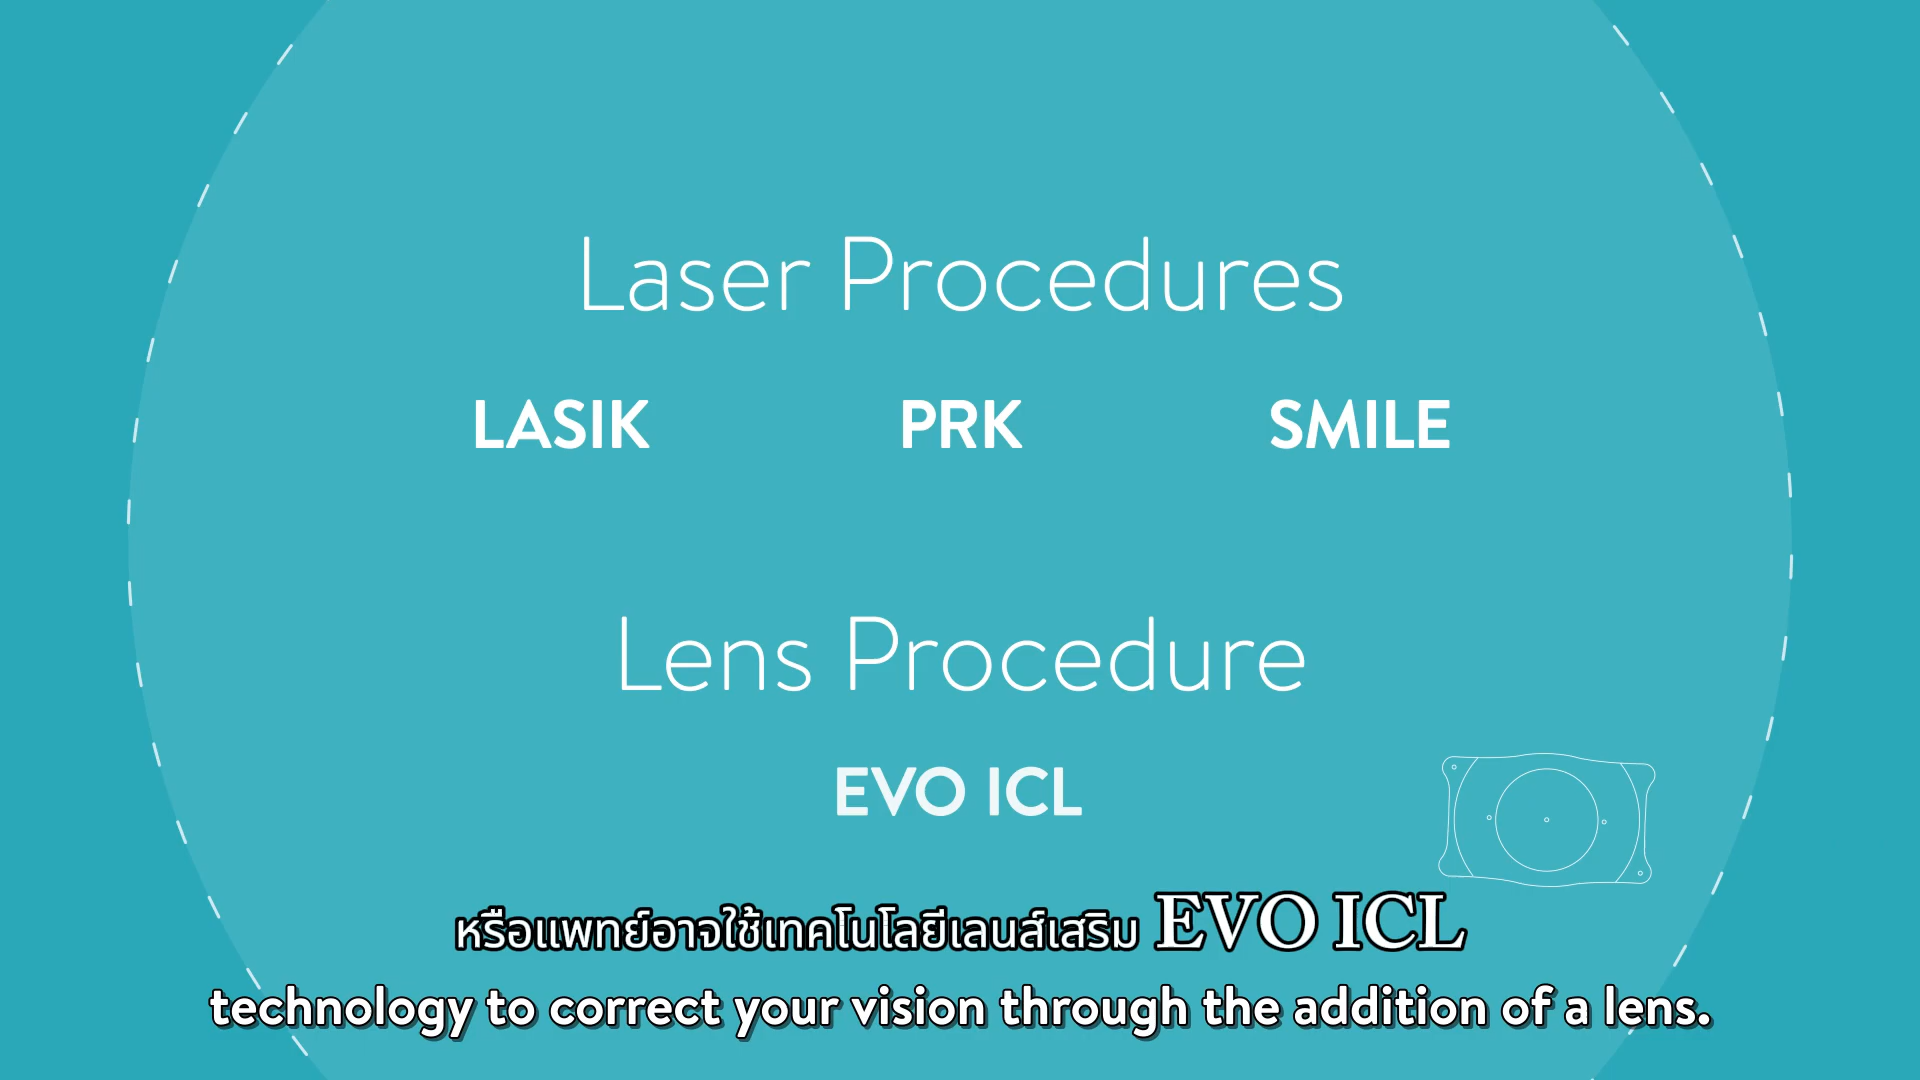 Laser Procedures
LASIK PRK SMILE
Lens Procedure
EVO ICL
หรือแพทย์อาจใช้เทคโนโลยีเลนส์เสริม EVO ICL
technology to correct your vision through the addition of a lens.